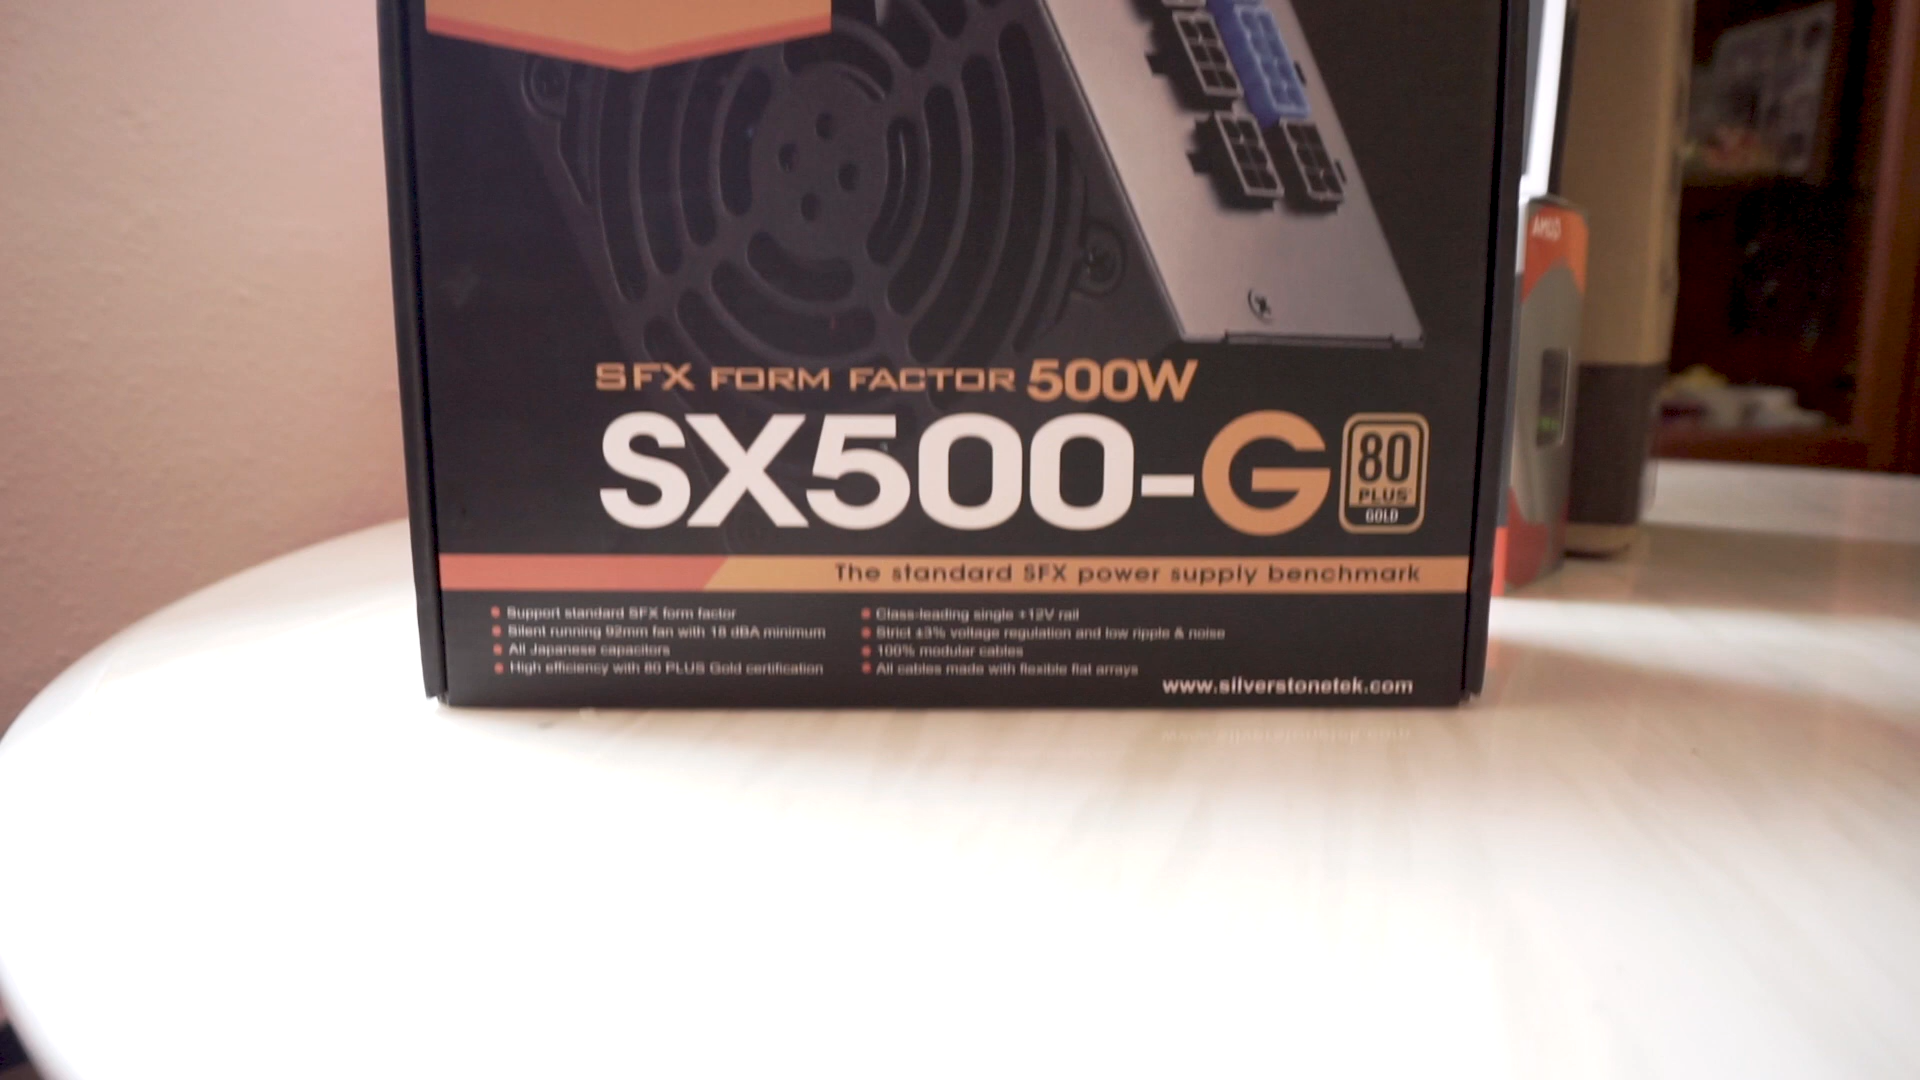 SFX FORM FACTOR 500W
SX500-G
80
PLUS
GOLD
The standard SFX power supply benchmark
Support standard SFX form factor
Silent running 92mm fan with 18 dBA minimum
All Japanese capacitors
High efficiency with 80 PLUS Gold certification
Class-leading single +12V rail
Strict ±3% voltage regulation and low ripple & noise
100% modular cables
All cables made with flexible flat arrays
www.silverstonetek.com
AMD